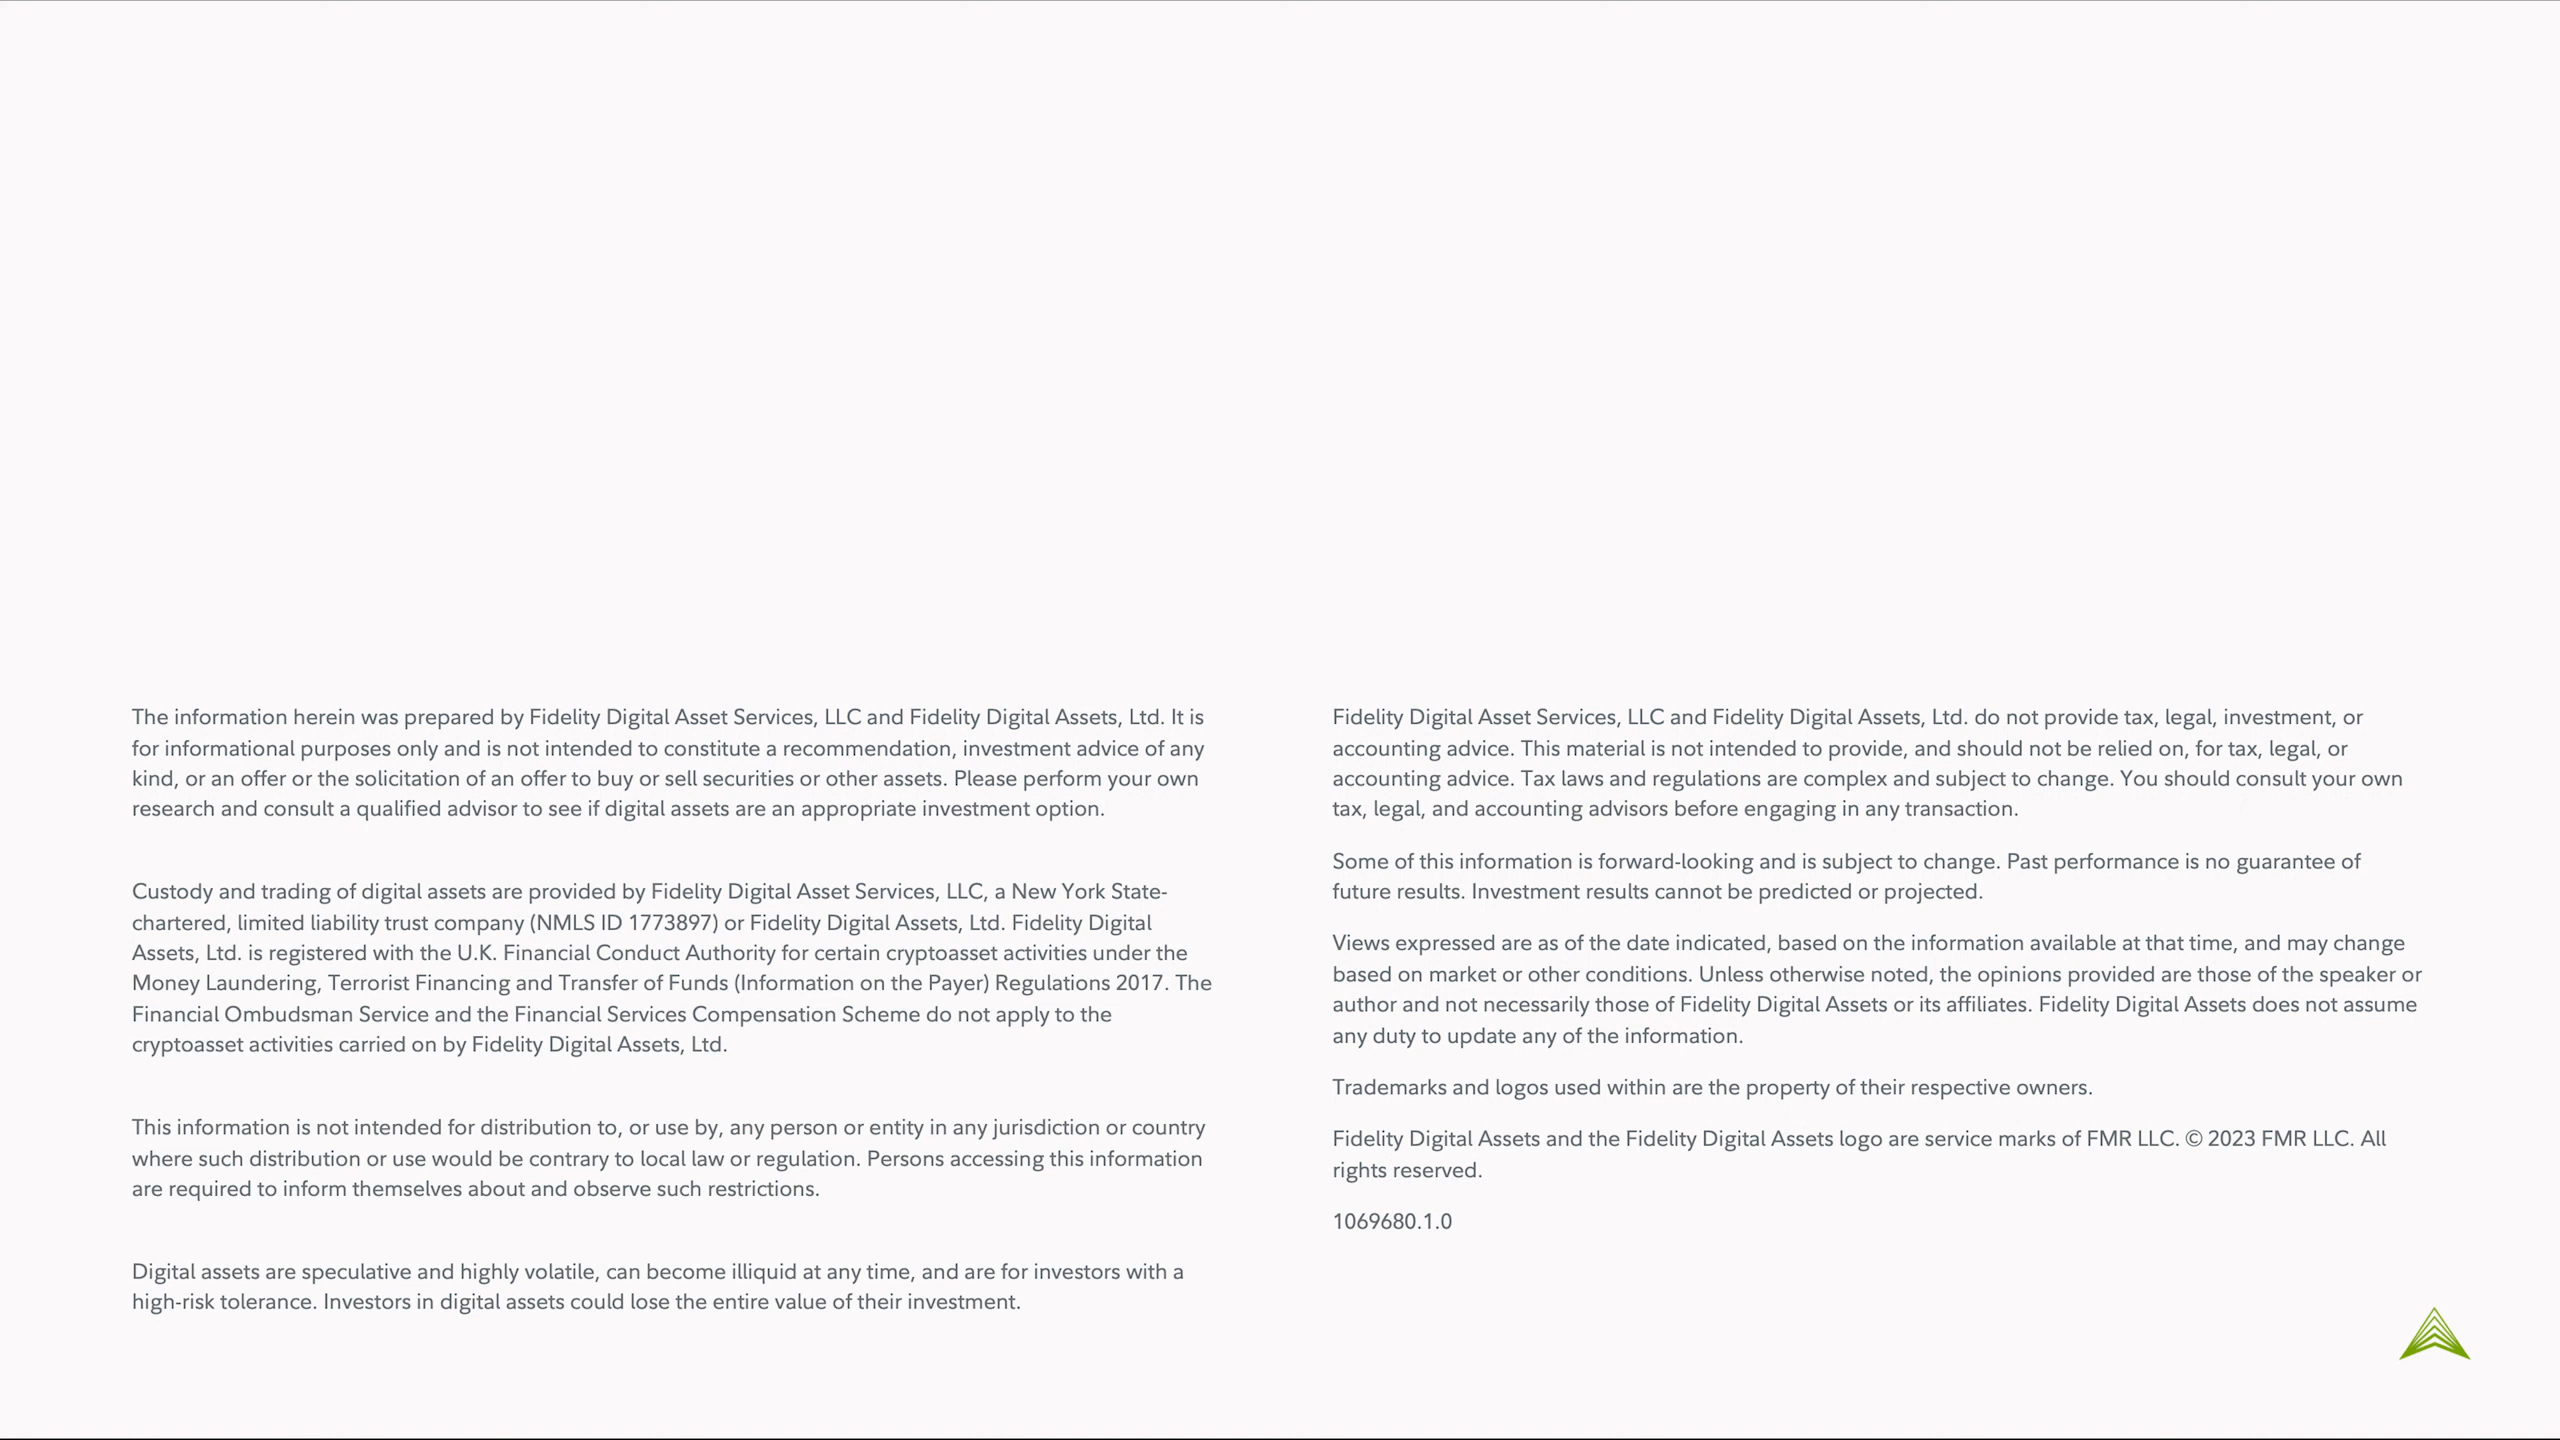 The information herein was prepared by Fidelity Digital Asset Services, LLC and Fidelity Digital Assets, Ltd. It is
for informational purposes only and is not intended to constitute a recommendation, investment advice of any
kind, or an offer or the solicitation of an offer to buy or sell securities or other assets. Please perform your own
research and consult a qualified advisor to see if digital assets are an appropriate investment option.
Custody and trading of digital assets are provided by Fidelity Digital Asset Services, LLC, a New York State-
chartered, limited liability trust company (NMLS ID 1773897) or Fidelity Digital Assets, Ltd. Fidelity Digital
Assets, Ltd. is registered with the U.K. Financial Conduct Authority for certain cryptoasset activities under the
Money Laundering, Terrorist Financing and Transfer of Funds (Information on the Payer) Regulations 2017. The
Financial Ombudsman Service and the Financial Services Compensation Scheme do not apply to the
cryptoasset activities carried on by Fidelity Digital Assets, Ltd.
This information is not intended for distribution to, or use by, any person or entity in any jurisdiction or country
where such distribution or use would be contrary to local law or regulation. Persons accessing this information
are required to inform themselves about and observe such restrictions.
Digital assets are speculative and highly volatile, can become illiquid at any time, and are for investors with a
high-risk tolerance. Investors in digital assets could lose the entire value of their investment.
Fidelity Digital Asset Services, LLC and Fidelity Digital Assets, Ltd. do not provide tax, legal, investment, or
accounting advice. This material is not intended to provide, and should not be relied on, for tax, legal, or
accounting advice. Tax laws and regulations are complex and subject to change. You should consult your own
tax, legal, and accounting advisors before engaging in any transaction.
Some of this information is forward-looking and is subject to change. Past performance is no guarantee of
future results. Investment results cannot be predicted or projected.
Views expressed are as of the date indicated, based on the information available at that time, and may change
based on market or other conditions. Unless otherwise noted, the opinions provided are those of the speaker or
author and not necessarily those of Fidelity Digital Assets or its affiliates. Fidelity Digital Assets does not assume
any duty to update any of the information.
Trademarks and logos used within are the property of their respective owners.
Fidelity Digital Assets and the Fidelity Digital Assets logo are service marks of FMR LLC. © 2023 FMR LLC. All
rights reserved.
1069680.1.0